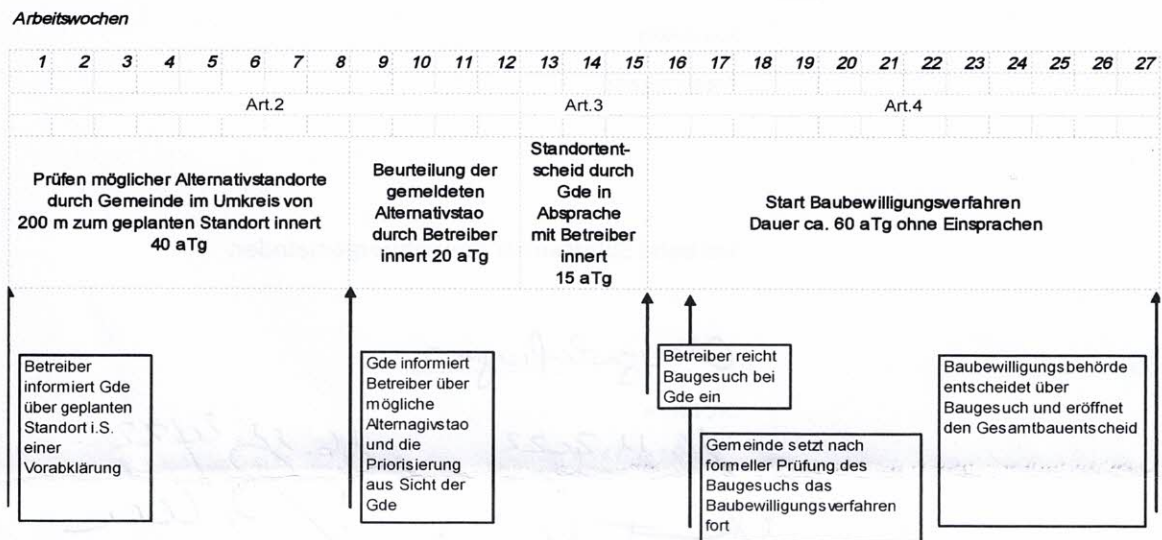 Arbeitswochen
1 2 3 4 5 6 7 8 9 10 11 12 13 14 15 16 17 18 19 20 21 22 23 24 25 26 27
Art.2 Art.3 Art.4
Prüfen möglicher Alternativstandorte
durch Gemeinde im Umkreis von
200 m zum geplanten Standort innert
40 aTg
Beurteilung der
gemeldeten
Alternativstao
durch Betreiber
innert 20 aTg
Standortent-
scheid durch
Gde in
Absprache
mit Betreiber
innert
15 aTg
Start Baubewilligungsverfahren
Dauer ca. 60 aTg ohne Einsprachen
Betreiber
informiert Gde
über geplanten
Standort i.S.
einer
Vorabklärung
Gde informiert
Betreiber über
mögliche
Alternagivstao
und die
Priorisierung
aus Sicht der
Gde
Betreiber reicht
Baugesuch bei
Gde ein
Gemeinde setzt nach
formeller Prüfung des
Baugesuchs das
Baubewilligungsverfahren
fort
Baubewilligungsbehörde
entscheidet über
Baugesuch und eröffnet
den Gesamtbauentscheid